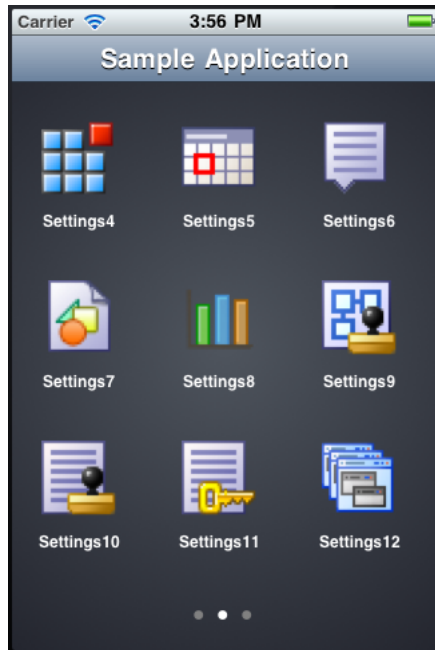 Carrier 3:56 PM
Sample Application
Settings4 Settings5 Settings6
Settings7 Settings8 Settings9
Settings10 Settings11 Settings12